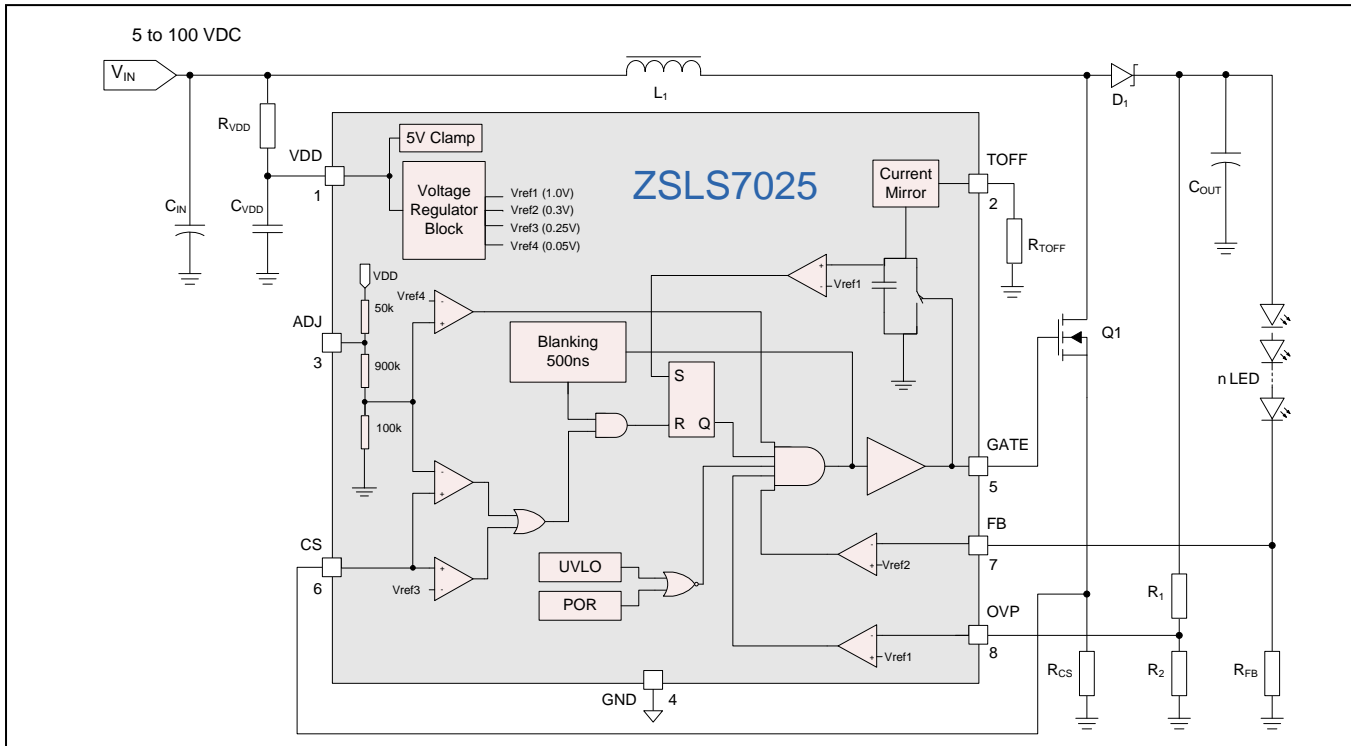 5 to 100 VDC
VIN
L1
D1
RVDD
VDD
1
CIN
CVDD
5V Clamp
Voltage
Regulator
Block
Vref1 (1.0V)
Vref2 (0.3V)
Vref3 (0.25V)
Vref4 (0.05V)
ZSLS7025
Current
Mirror
TOFF
2
RTOFF
COUT
VDD
50k
ADJ
3
900k
100k
Vref4
-
+
+
-
Vref1
Blanking
500ns
S
R
Q
Q1
n LED
GATE
5
-
+
CS
6
+
-
Vref3
UVLO
POR
-
+
Vref2
FB
7
-
+
Vref1
OVP
8
R1
R2
RCS
RFB
GND
4